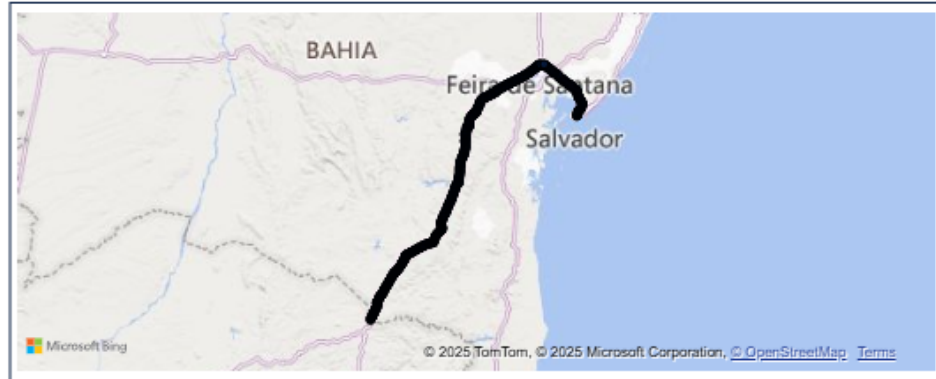 BAHIA
Feira de Santana
Salvador
Microsoft Bing
© 2025 TomTom, © 2025 Microsoft Corporation, © OpenStreetMap Terms